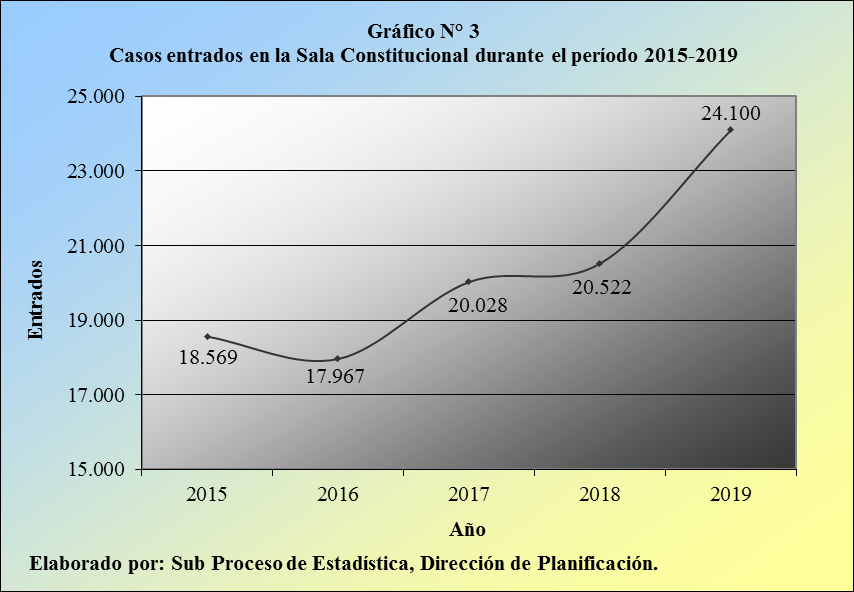 Gráfico N° 3
Casos entrados en la Sala Constitucional durante el período 2015-2019
25.000
24.100
23.000
21.000
20.522
20.028
19.000
18.569
17.967
17.000
15.000
Entrados
2015 2016 2017 2018 2019
Año
Elaborado por: Sub Proceso de Estadística, Dirección de Planificación.